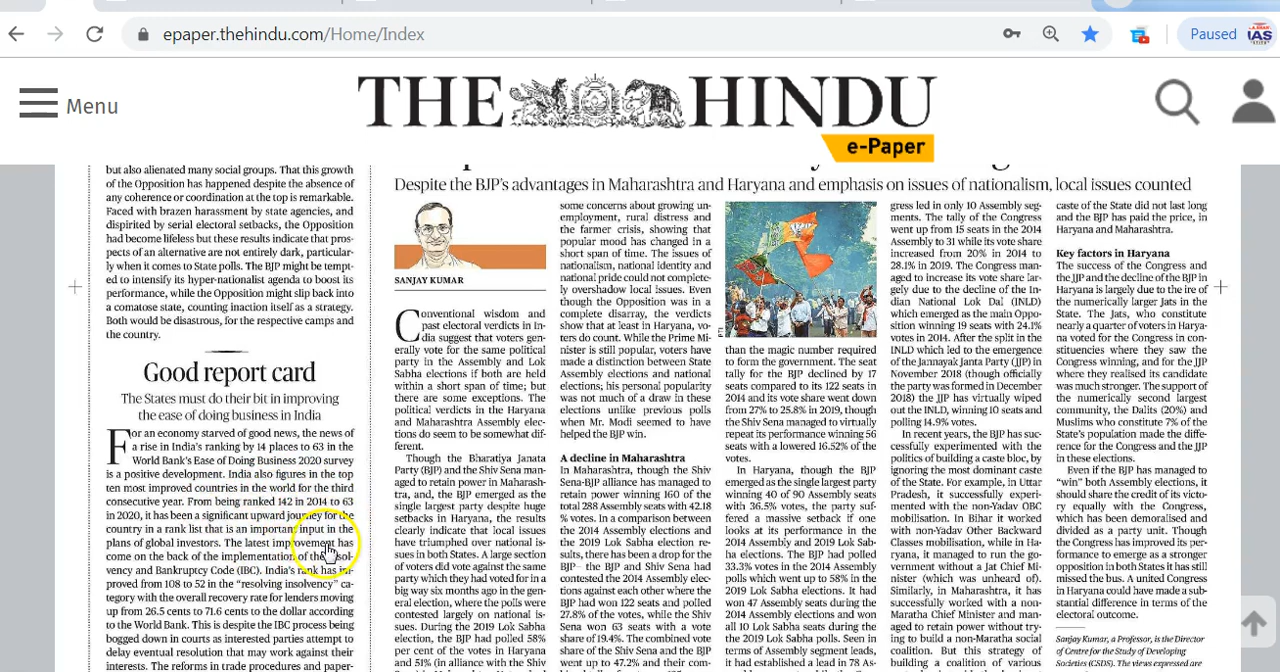 epaper.thehindu.com/Home/Index
Paused
IAS
Menu
THE HINDU
e-Paper
but also alienated many social groups. That this growth
of the Opposition has happened despite the absence of
any coherence or coordination at the top is remarkable.
Faced with brazen harassment by state agencies, and
dispirited by serial electoral setbacks, the Opposition
had become lifeless but these results indicate that pros-
pects of an alternative are not entirely dark, particular-
ly when it comes to State polls. The BJP might be tempt-
ed to intensify its hyper-nationalist agenda to boost its
performance, while the Opposition might slip back into
a comatose state, counting inaction itself as a strategy.
Both would be disastrous, for the respective camps and
the country.
Good report card
The States must do their bit in improving
the ease of doing business in India
For an economy starved of good news, the news of
a rise in India's ranking by 14 places to 63 in the
World Bank's Ease of Doing Business 2020 survey
is a positive development. India also figures in the top
ten most improved countries in the world for the third
consecutive year. From being ranked 142 in 2014 to 63
in 2020, it has been a significant upward journey for the
country in a rank list that is an important input in the
plans of global investors. The latest improvement has
come on the back of the implementation of the Insol-
vency and Bankruptcy Code (IBC). India's rank has im-
proved from 108 to 52 in the "resolving insolvency" ca-
tegory with the overall recovery rate for lenders moving
up from 26.5 cents to 71.6 cents to the dollar according
to the World Bank. This is despite the IBC process being
bogged down in courts as interested parties attempt to
delay eventual resolution that may work against their
interests. The reforms in trade procedures and paper-
Despite the BJP's advantages in Maharashtra and Haryana and emphasis on issues of nationalism, local issues counted
SANJAY KUMAR
Conventional wisdom and
past electoral verdicts in In-
dia suggest that voters gen-
erally vote for the same political
party in the Assembly and Lok
Sabha elections if both are held
within a short span of time; but
there are some exceptions. The
political verdicts in the Haryana
and Maharashtra Assembly elec-
tions do seem to be somewhat dif-
ferent.
Though the Bharatiya Janata
Party (BJP) and the Shiv Sena man-
aged to retain power in Maharash-
tra, and, the BJP emerged as the
single largest party despite huge
setbacks in Haryana, the results
clearly indicate that local issues
have triumphed over national is-
sues in both States. A large section
of voters did vote against the same
party which they had voted for in a
big way six months ago in the gen-
eral election, where the polls were
contested largely on national is-
sues. During the 2019 Lok Sabha
election, the BJP had polled 58%
per cent of the votes in Haryana
and 51% (in alliance with the Shiv
some concerns about growing un-
employment, rural distress and
the farmer crisis, showing that
popular mood has changed in a
short span of time. The issues of
nationalism, national identity and
national pride could not complete-
ly overshadow local issues. Even
though the Opposition was in a
complete disarray, the verdicts
show that at least in Haryana, vo-
ters do count. While the Prime Mi-
nister is still popular, voters have
made a distinction between State
Assembly elections and national
elections; his personal popularity
was not much of a draw in these
elections unlike previous polls
when Mr. Modi seemed to have
helped the BJP win.
A decline in Maharashtra
In Maharashtra, though the Shiv
Sena-BJP alliance has managed to
retain power winning 160 of the
total 288 Assembly seats with 42.18
% votes. In a comparison between
the 2014 Assembly elections and
the 2019 Lok Sabha election re-
sults, there has been a drop for the
BJP– the BJP and Shiv Sena had
contested the 2014 Assembly elec-
tions against each other where the
BJP had won 122 seats and polled
27.8% of the votes, while the Shiv
Sena won 63 seats with a vote
share of 19.4%. The combined vote
went up to 47.2% and their com-
PTI
than the magic number required
to form the government. The seat
tally for the BJP declined by 17
seats compared to its 122 seats in
2014 and its vote share went down
from 27% to 25.8% in 2019, though
the Shiv Sena managed to virtually
repeat its performance winning 56
seats with a lowered 16.52% of the
votes.
In Haryana, though the BJP
emerged as the single largest party
winning 40 of 90 Assembly seats
with 36.5% votes, the party suf-
fered a massive setback if one
looks at its performance in the
2014 Assembly and 2019 Lok Sab-
ha elections. The BJP had polled
33.3% votes in the 2014 Assembly
polls which went up to 58% in the
2019 Lok Sabha elections. It had
won 47 Assembly seats during the
2014 Assembly elections and won
all 10 Lok Sabha seats during the
2019 Lok Sabha polls. Seen in
terms of Assembly segment leads,
it had established a lead in 78 As-
gress led in only 10 Assembly seg-
ments. The tally of the Congress
went up from 15 seats in the 2014
Assembly to 31 while its vote share
increased from 20% in 2014 to
28.1% in 2019. The Congress man-
aged to increase its vote share lar-
gely due to the decline of the In-
dian National Lok Dal (INLD)
which emerged as the main Oppo-
sition winning 19 seats with 24.1%
votes in 2014. After the split in the
INLD which led to the emergence
of the Jannayak Janta Party (JJP) in
November 2018 (though officially
the party was formed in December
2018) the JJP has virtually wiped
out the INLD, winning 10 seats and
polling 14.9% votes.
In recent years, the BJP has suc-
cessfully experimented with the
politics of building a caste bloc, by
ignoring the most dominant caste
of the State. For example, in Uttar
Pradesh, it successfully experi-
mented with the non-Yadav OBC
mobilisation. In Bihar it worked
with non-Yadav Other Backward
Classes mobilisation, while in Ha-
ryana, it managed to run the go-
vernment without a Jat Chief Mi-
nister (which was unheard of).
Similarly, in Maharashtra, it has
successfully worked with a non-
Maratha Chief Minister and man-
aged to retain power without try-
ing to build a non-Maratha social
coalition. But this strategy of
building a coalition of various
caste of the State did not last long
and the BJP has paid the price, in
Haryana and Maharashtra.
Key factors in Haryana
The success of the Congress and
the JJP and the decline of the BJP in
Haryana is largely due to the ire of
the numerically larger Jats in the
State. The Jats, who constitute
nearly a quarter of voters in Harya-
na voted for the Congress in con-
stituencies where they saw the
Congress winning, and for the JJP
where they realised its candidate
was much stronger. The support of
the numerically second largest
community, the Dalits (20%) and
Muslims who constitute 7% of the
State's population made the diffe-
rence for the Congress and the JJP
in these elections.
Even if the BJP has managed to
"win" both Assembly elections, it
should share the credit of its victo-
ry equally with the Congress,
which has been demoralised and
divided as a party unit. Though
the Congress has improved its per-
formance to emerge as a stronger
opposition in both States it has still
missed the bus. A united Congress
in Haryana could have made a sub-
stantial difference in terms of the
electoral outcome.
Sanjay Kumar, a Professor, is the Director
of Centre for the Study of Developing
Societies (CSDS). The views expressed are